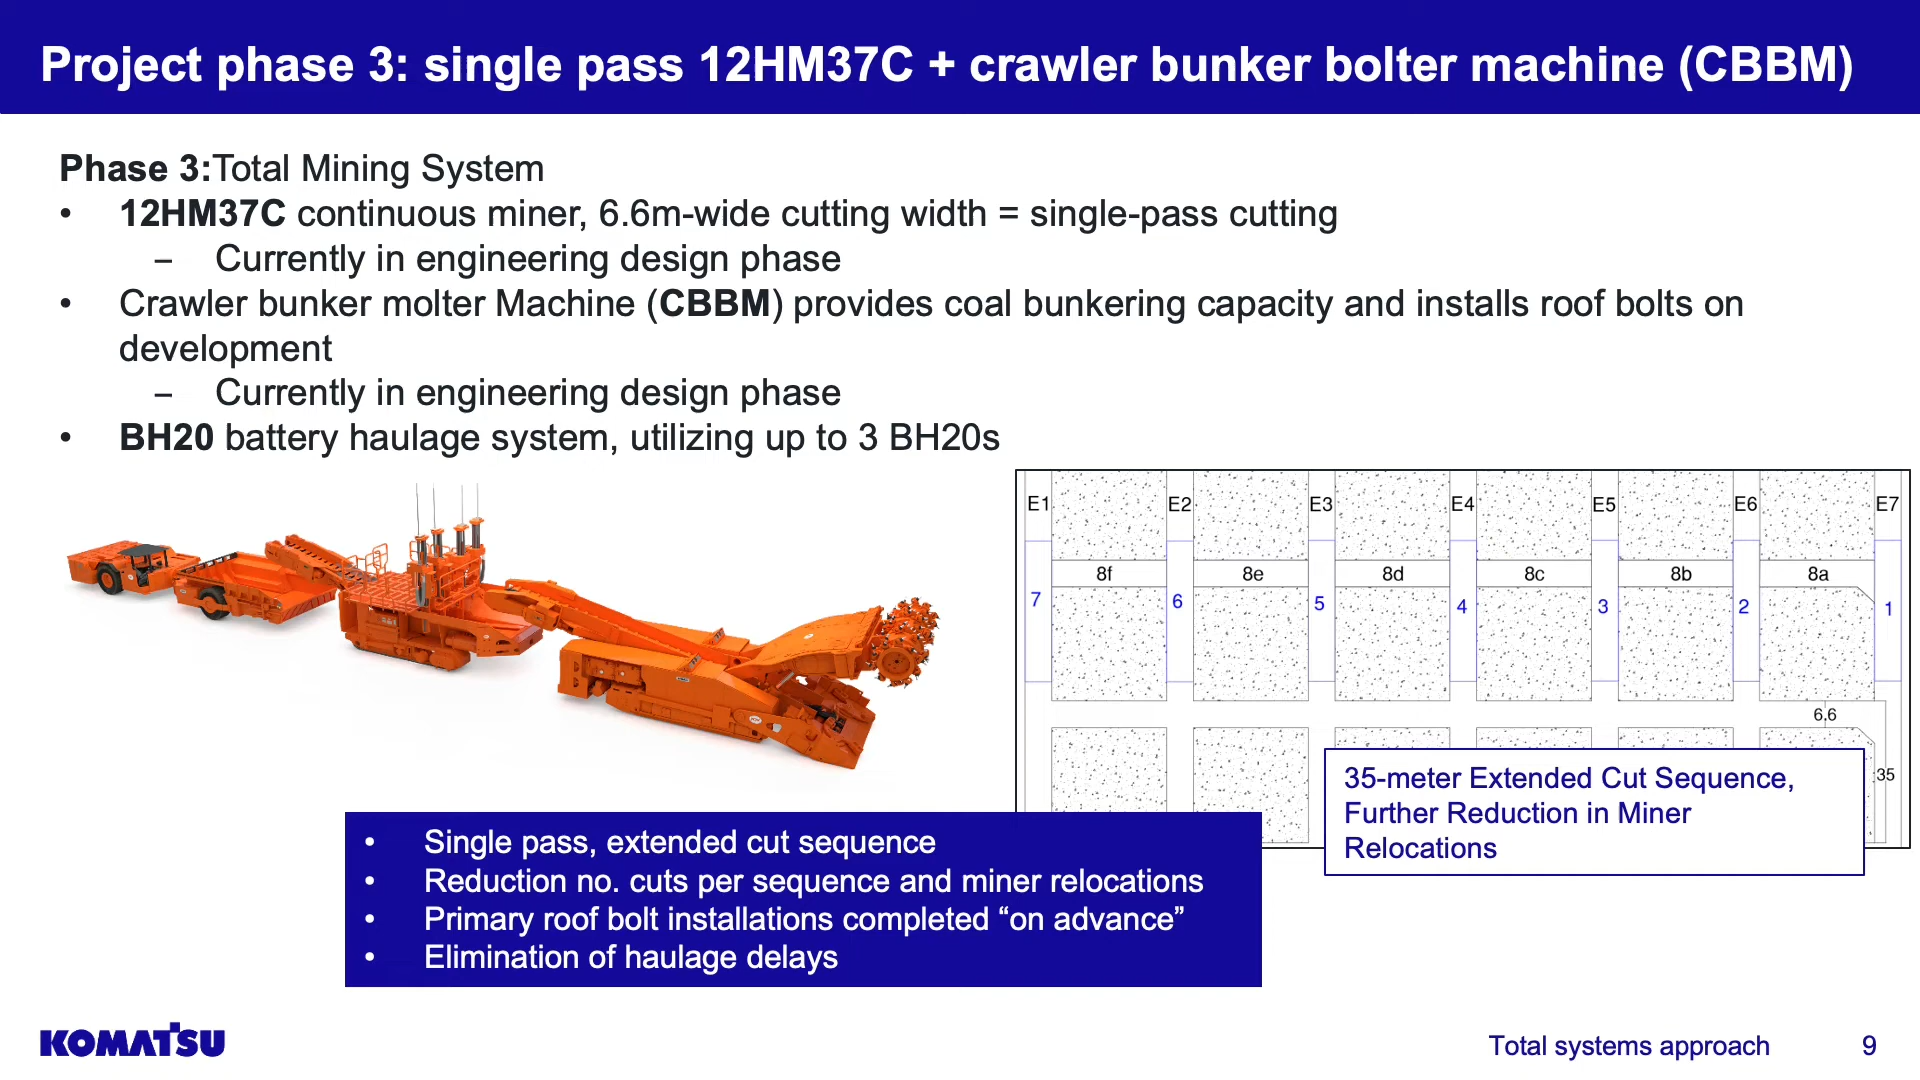 Project phase 3: single pass 12HM37C + crawler bunker bolter machine (CBBM)
Phase 3:Total Mining System
• 12HM37C continuous miner, 6.6m-wide cutting width = single-pass cutting
– Currently in engineering design phase
• Crawler bunker molter Machine (CBBM) provides coal bunkering capacity and installs roof bolts on
development
– Currently in engineering design phase
• BH20 battery haulage system, utilizing up to 3 BH20s
E1 E2 E3 E4 E5 E6 E7
8f 8e 8d 8c 8b 8a
7 6 5 4 3 2 1
6.6
35
35-meter Extended Cut Sequence,
Further Reduction in Miner
Relocations
• Single pass, extended cut sequence
• Reduction no. cuts per sequence and miner relocations
• Primary roof bolt installations completed “on advance”
• Elimination of haulage delays
KOMATSU
Total systems approach 9